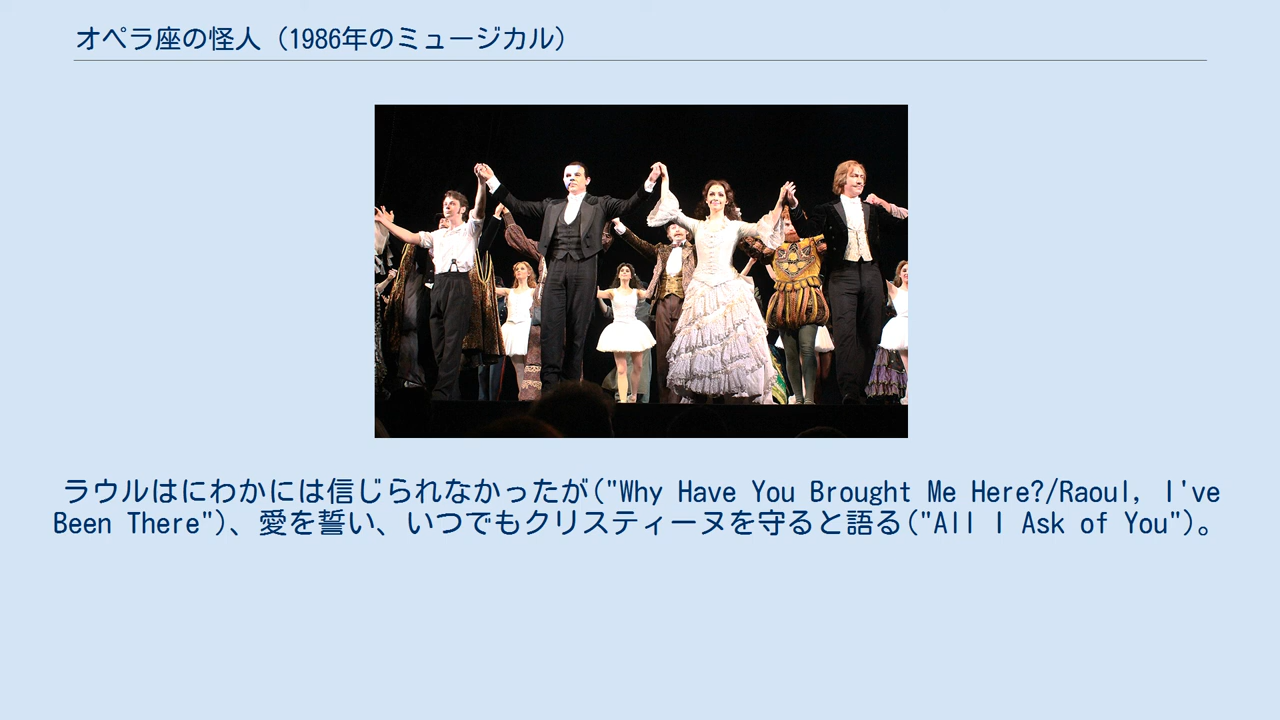 オペラ座の怪人（1986年のミュージカル）
ラウルはにわかには信じられなかったが("Why Have You Brought Me Here?/Raoul, I've
Been There")、愛を誓い、いつでもクリスティーヌを守ると語る("All I Ask of You")。